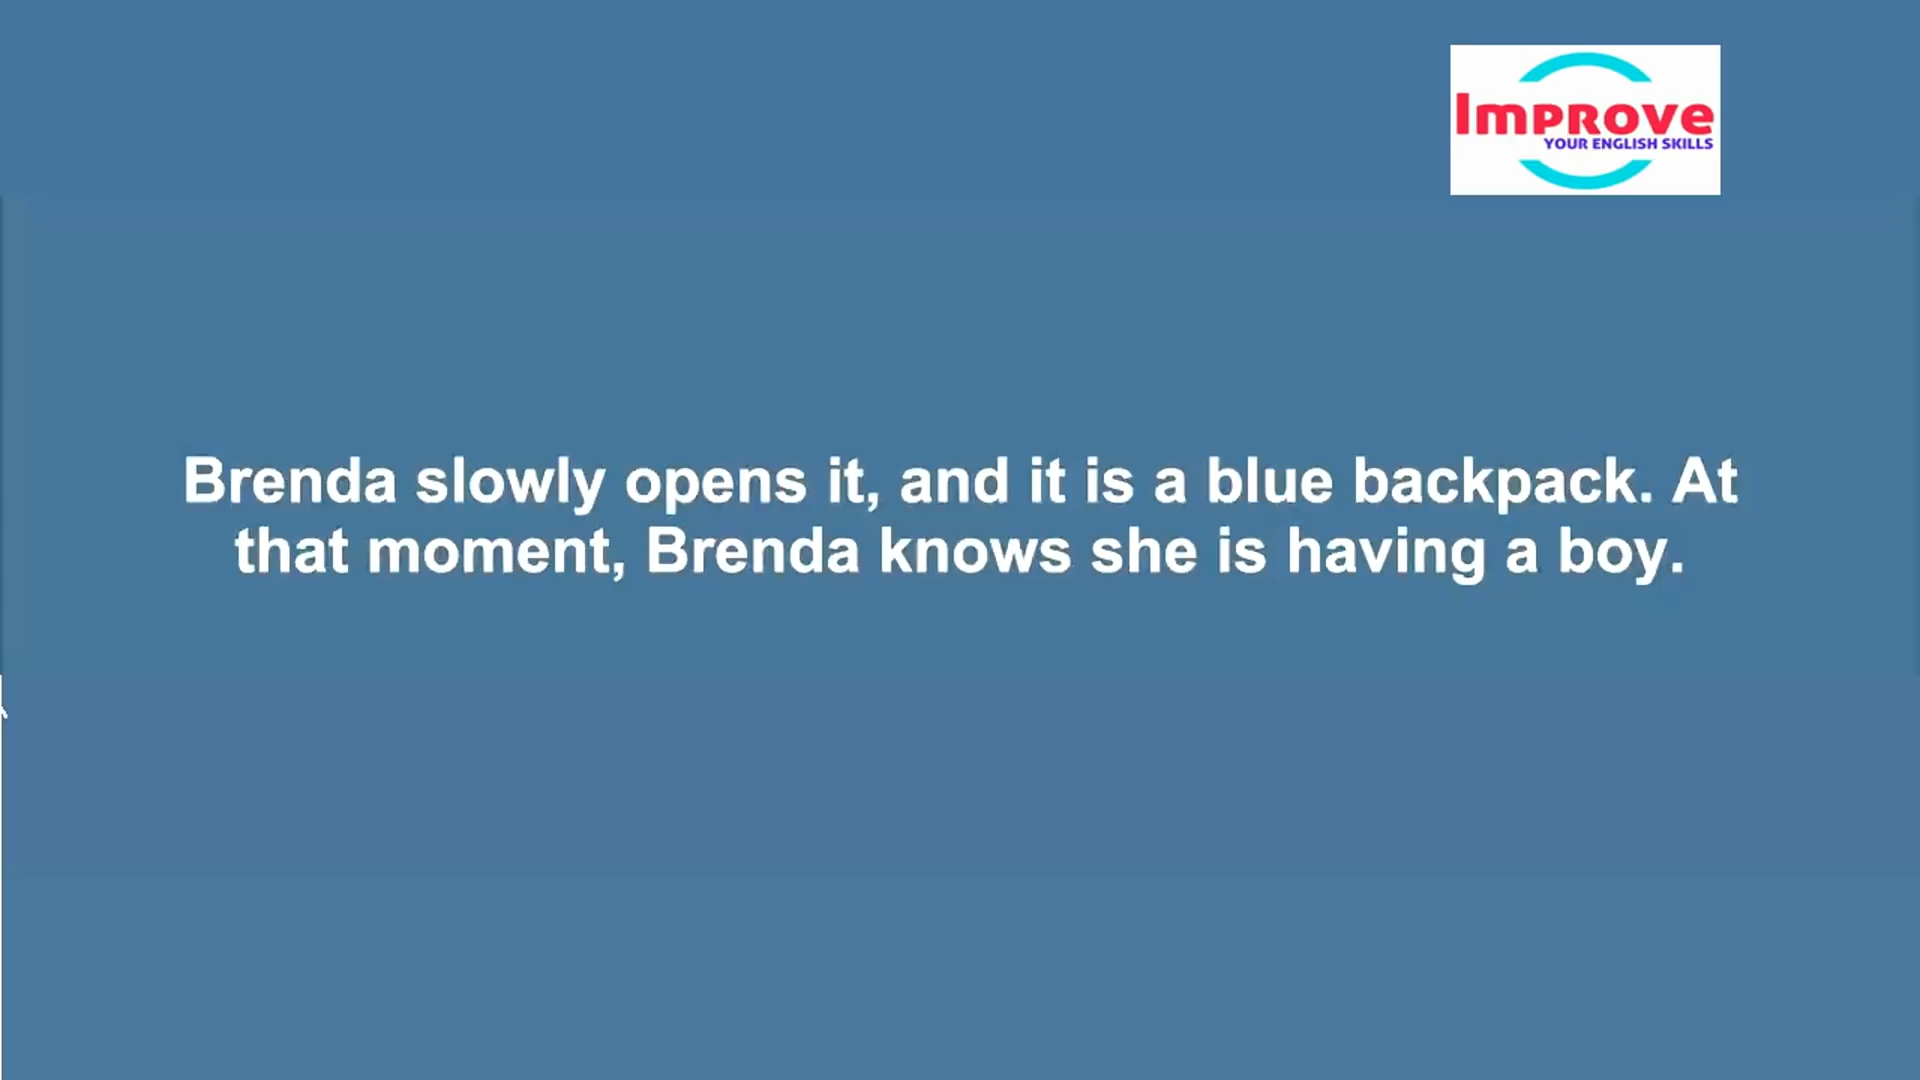 Improve
YOUR ENGLISH SKILLS
Brenda slowly opens it, and it is a blue backpack. At
that moment, Brenda knows she is having a boy.